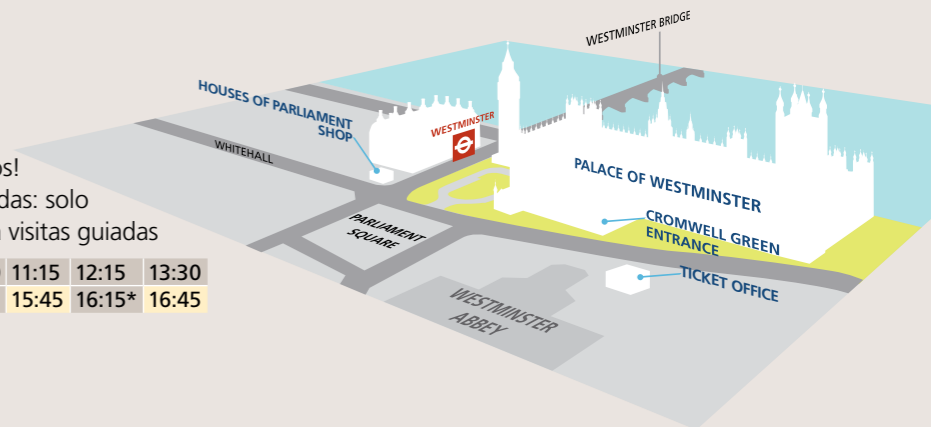 os!
das: solo
visitas guiadas
11:15 12:15 13:30
15:45 16:15* 16:45
WESTMINSTER BRIDGE
HOUSES OF PARLIAMENT
SHOP
WESTMINSTER
WHITEHALL
PALACE OF WESTMINSTER
PARLIAMENT
SQUARE
CROMWELL GREEN
ENTRANCE
TICKET OFFICE
WESTMINSTER
ABBEY